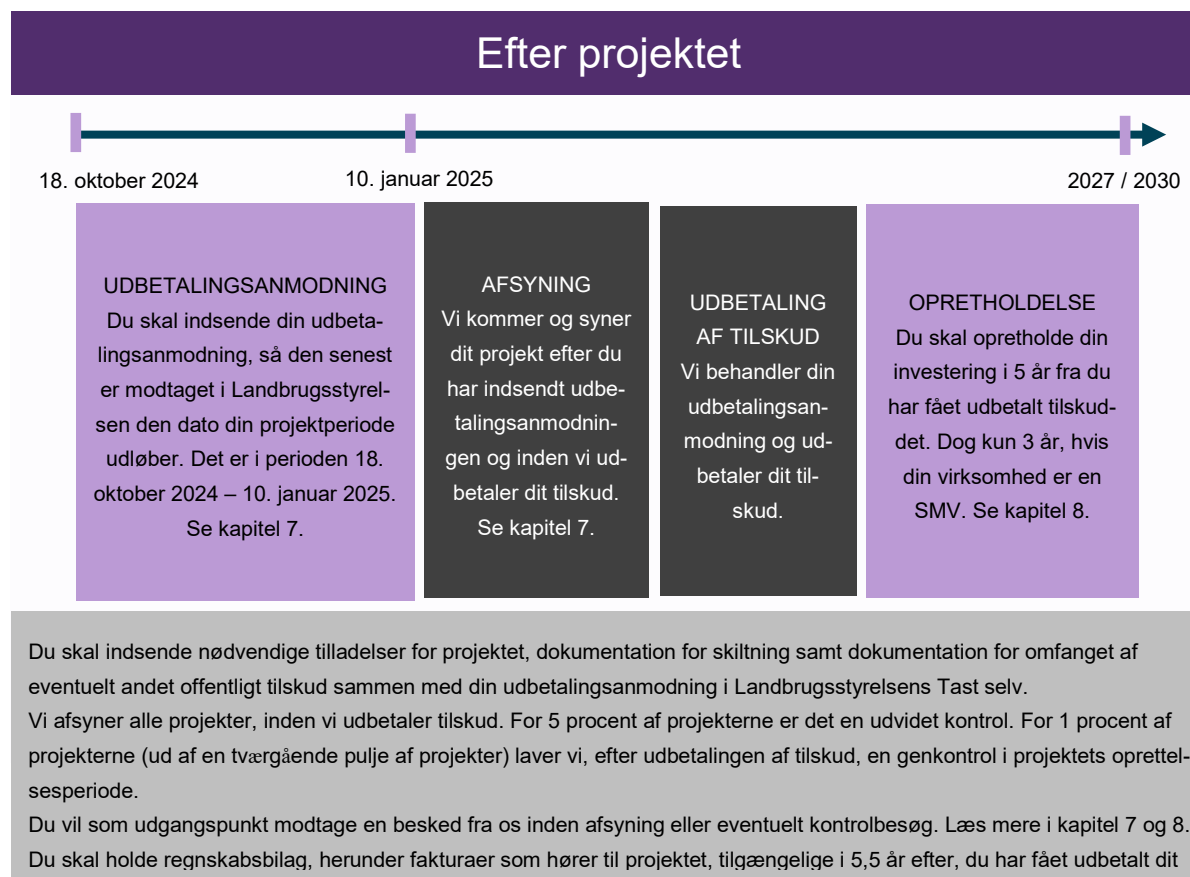 Efter projektet
18. oktober 2024
10. januar 2025
2027 / 2030
UDBETALINGSANMODNING
Du skal indsende din udbeta-
lingsanmodning, så den senest
er modtaget i Landbrugsstyrel-
sen den dato din projektperiode
udløber. Det er i perioden 18.
oktober 2024 – 10. januar 2025.
Se kapitel 7.
AFSYNING
Vi kommer og syner
dit projekt efter du
har indsendt udbe-
talingsanmodnin-
gen og inden vi ud-
betaler dit tilskud.
Se kapitel 7.
UDBETALING
AF TILSKUD
Vi behandler din
udbetalingsan-
modning og ud-
betaler dit til-
skud.
OPRETHOLDELSE
Du skal opretholde din
investering i 5 år fra du
har fået udbetalt tilskud-
det. Dog kun 3 år, hvis
din virksomhed er en
SMV. Se kapitel 8.
Du skal indsende nødvendige tilladelser for projektet, dokumentation for skiltning samt dokumentation for omfanget af
eventuelt andet offentligt tilskud sammen med din udbetalingsanmodning i Landbrugsstyrelsens Tast selv.
Vi afsyner alle projekter, inden vi udbetaler tilskud. For 5 procent af projekterne er det en udvidet kontrol. For 1 procent af
projekterne (ud af en tværgående pulje af projekter) laver vi, efter udbetalingen af tilskud, en genkontrol i projektets oprettel-
sesperiode.
Du vil som udgangspunkt modtage en besked fra os inden afsyning eller eventuelt kontrolbesøg. Læs mere i kapitel 7 og 8.
Du skal holde regnskabsbilag, herunder fakturaer som hører til projektet, tilgængelige i 5,5 år efter, du har fået udbetalt dit